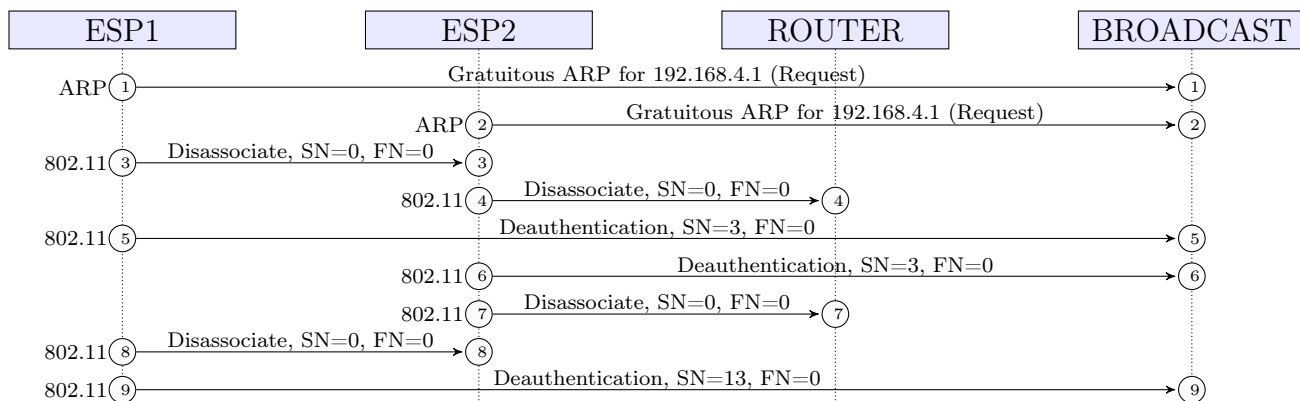 ESP1 ESP2 ROUTER BROADCAST
Gratuitous ARP for 192.168.4.1 (Request)
ARP 1 1
Gratuitous ARP for 192.168.4.1 (Request)
ARP 2 2
Disassociate, SN=0, FN=0
802.11 3 3
Disassociate, SN=0, FN=0
802.11 4 4
Deauthentication, SN=3, FN=0
802.11 5 5
Deauthentication, SN=3, FN=0
802.11 6 6
Disassociate, SN=0, FN=0
802.11 7 7
Disassociate, SN=0, FN=0
802.11 8 8
Deauthentication, SN=13, FN=0
802.11 9 9